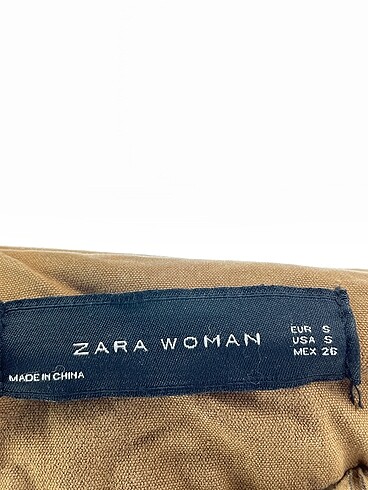 ZARA WOMAN
EUR S
USA S
MEX 26
MADE IN CHINA